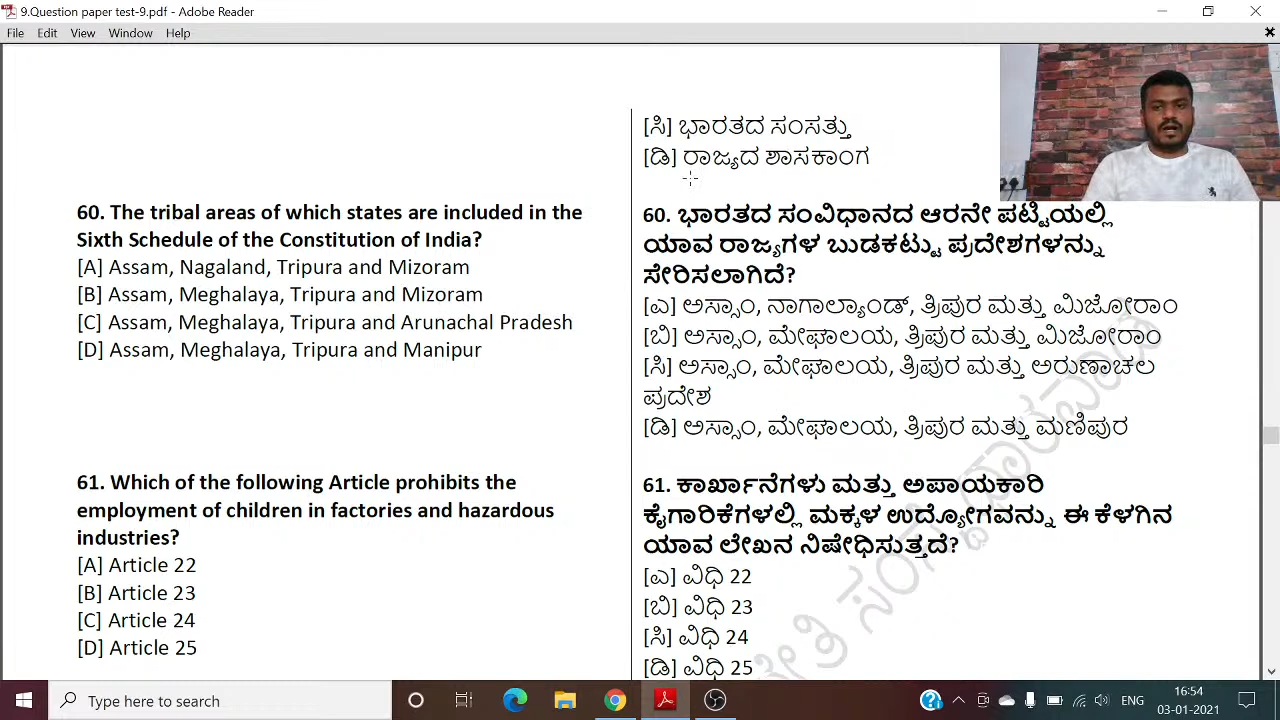 9.Question paper test-9.pdf - Adobe Reader
File Edit View Window Help
[ಸಿ] ಭಾರತದ ಸಂಸತ್ತು
[ಡಿ] ರಾಜ್ಯದ ಶಾಸಕಾಂಗ
60. The tribal areas of which states are included in the
Sixth Schedule of the Constitution of India?
[A] Assam, Nagaland, Tripura and Mizoram
[B] Assam, Meghalaya, Tripura and Mizoram
[C] Assam, Meghalaya, Tripura and Arunachal Pradesh
[D] Assam, Meghalaya, Tripura and Manipur
60. ಭಾರತದ ಸಂವಿಧಾನದ ಆರನೇ ಪಟ್ಟಿಯಲ್ಲಿ
ಯಾವ ರಾಜ್ಯಗಳ ಬುಡಕಟ್ಟು ಪ್ರದೇಶಗಳನ್ನು
ಸೇರಿಸಲಾಗಿದೆ?
[ಎ] ಅಸ್ಸಾಂ, ನಾಗಾಲ್ಯಾಂಡ್, ತ್ರಿಪುರ ಮತ್ತು ಮಿಜೋರಾಂ
[ಬಿ] ಅಸ್ಸಾಂ, ಮೇಘಾಲಯ, ತ್ರಿಪುರ ಮತ್ತು ಮಿಜೋರಾಂ
[ಸಿ] ಅಸ್ಸಾಂ, ಮೇಘಾಲಯ, ತ್ರಿಪುರ ಮತ್ತು ಅರುಣಾಚಲ
ಪ್ರದೇಶ
[ಡಿ] ಅಸ್ಸಾಂ, ಮೇಘಾಲಯ, ತ್ರಿಪುರ ಮತ್ತು ಮಣಿಪುರ
61. Which of the following Article prohibits the
employment of children in factories and hazardous
industries?
[A] Article 22
[B] Article 23
[C] Article 24
[D] Article 25
61. ಕಾರ್ಖಾನೆಗಳು ಮತ್ತು ಅಪಾಯಕಾರಿ
ಕೈಗಾರಿಕೆಗಳಲ್ಲಿ ಮಕ್ಕಳ ಉದ್ಯೋಗವನ್ನು ಈ ಕೆಳಗಿನ
ಯಾವ ಲೇಖನ ನಿಷೇಧಿಸುತ್ತದೆ?
[ಎ] ವಿಧಿ 22
[ಬಿ] ವಿಧಿ 23
[ಸಿ] ವಿಧಿ 24
[ಡಿ] ವಿಧಿ 25
Type here to search
ENG
16:54
03-01-2021